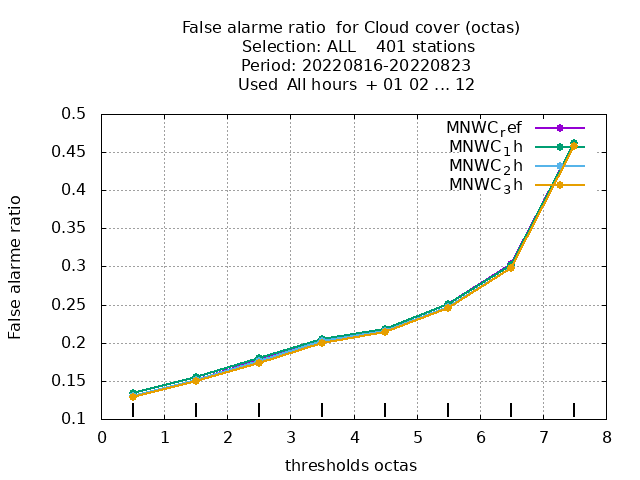 False alarme ratio  for Cloud cover (octas)
Selection: ALL    401 stations
Period: 20220816-20220823
Used  All hours  + 01 02 ... 12
0.5
0.45
0.4
0.35
0.3
0.25
0.2
0.15
0.1
False alarme ratio
MNWC_ref
MNWC_1h
MNWC_2h
MNWC_3h
0 1 2 3 4 5 6 7 8
thresholds octas